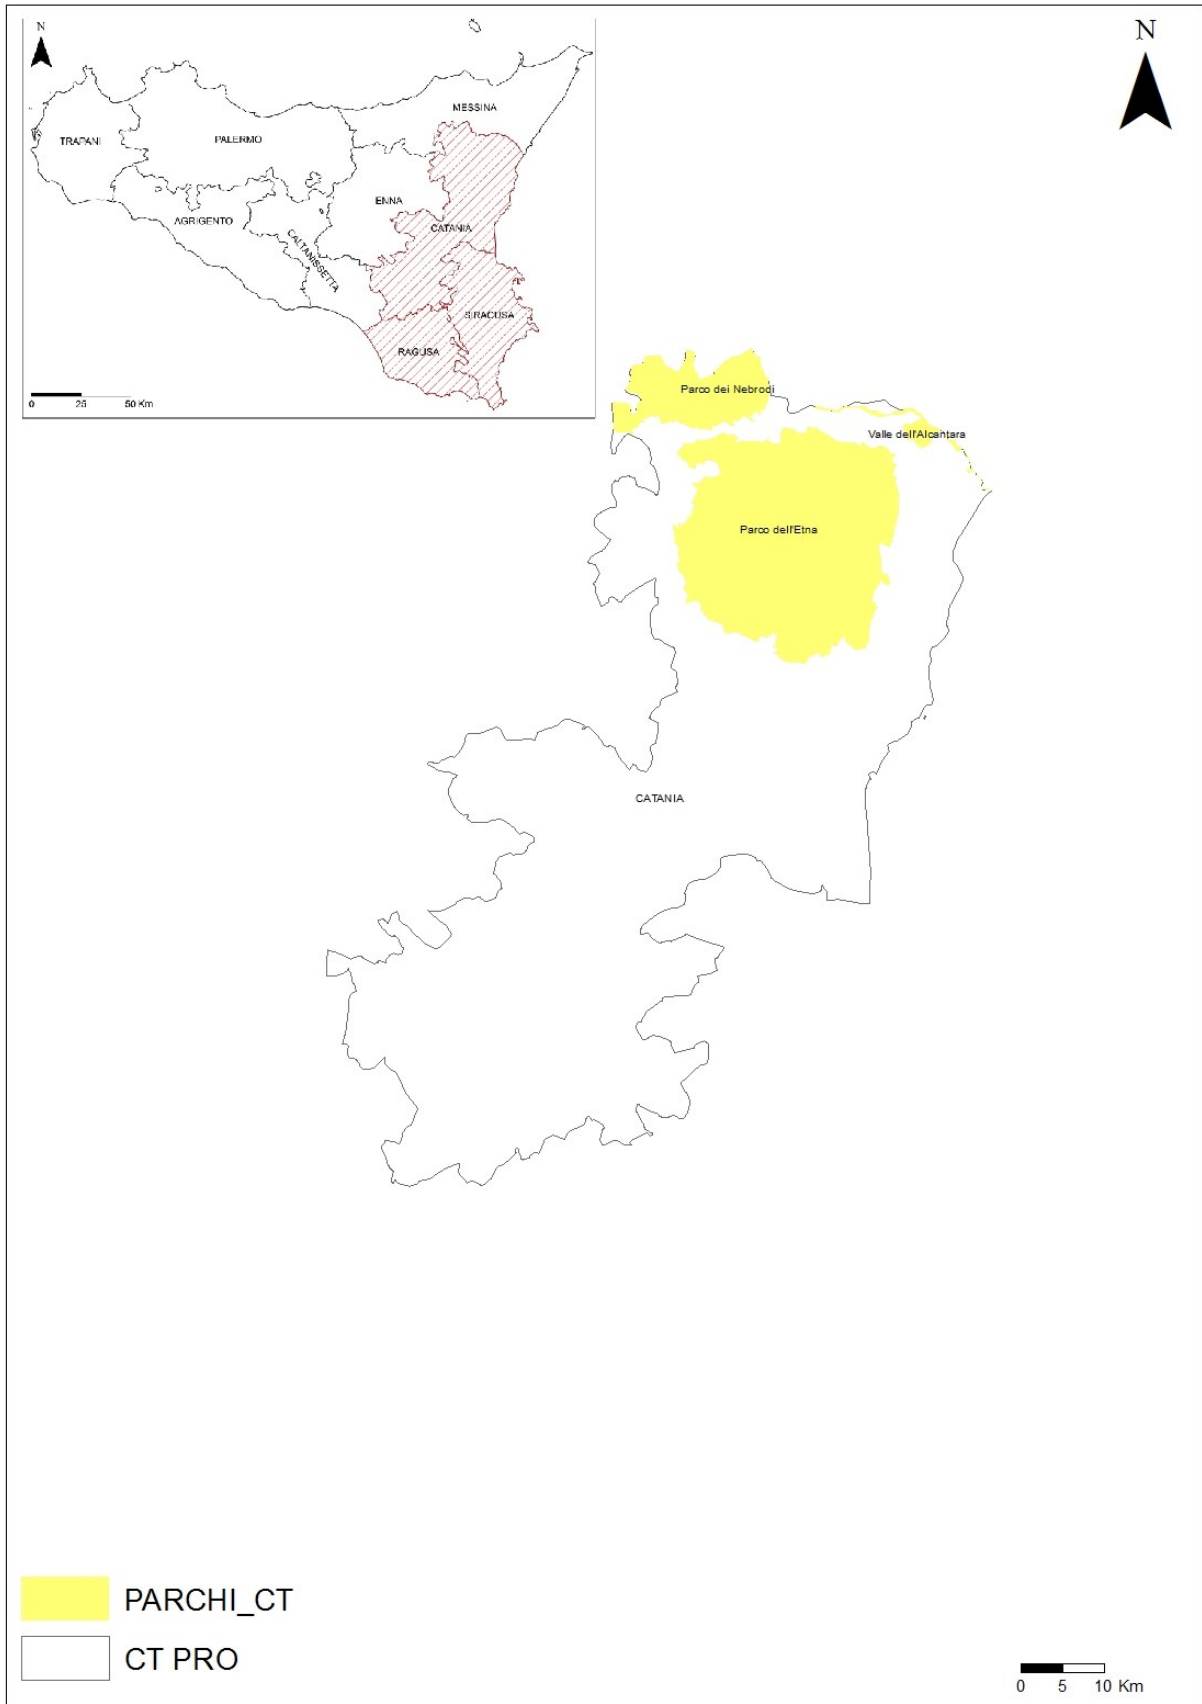 N
N
MESSINA
TRAPANI
PALERMO
ENNA
AGRIGENTO
CATANIA
CALTANISSETTA
SIRACUSA
RAGUSA
0 25 50 Km
Parco dei Nebrodi
Valle dell'Alcantara
Parco dell'Etna
CATANIA
PARCHI_CT
CT PRO
0 5 10 Km